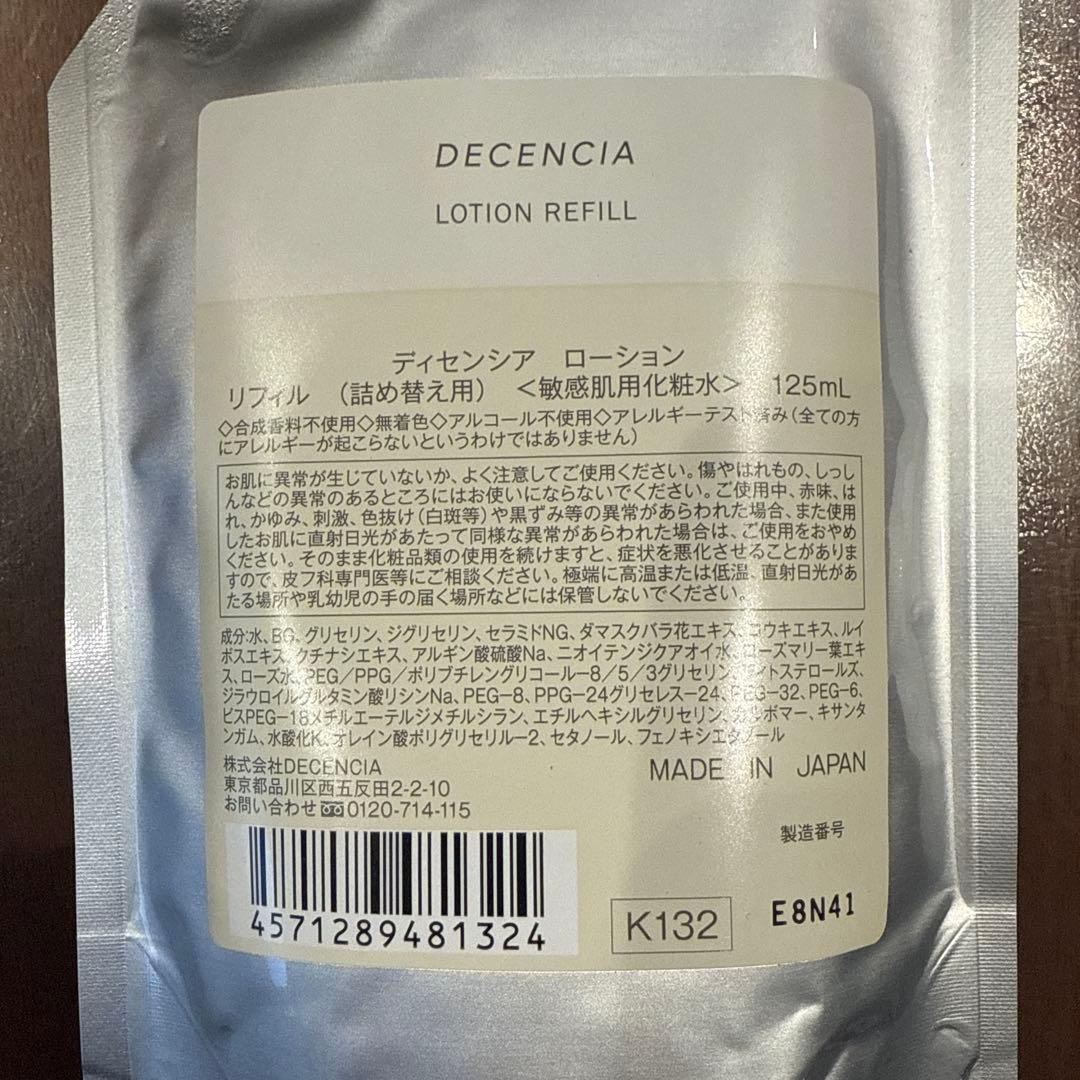 DECENCIA
LOTION REFILL
ディセンシア ローション
リフィル (詰め替え用) <敏感肌用化粧水> 125mL
◇合成香料不使用◇無着色◇アルコール不使用◇アレルギーテスト済み(全ての方
にアレルギーが起こらないというわけではありません)
お肌に異常が生じていないか、よく注意してご使用ください。傷やはれもの、しっし
んなどの異常のあるところにはお使いにならないでください。ご使用中、赤味、は
れ、かゆみ、刺激、色抜け(白斑等)や黒ずみ等の異常があらわれた場合、また使用
したお肌に直射日光があたって同様な異常があらわれた場合は、ご使用をおやめ
ください。そのまま化粧品類の使用を続けますと、症状を悪化させることがありま
すので、皮フ科専門医等にご相談ください。極端に高温または低温、直射日光があ
たる場所や乳幼児の手の届く場所などには保管しないでください。
成分:水、BG、グリセリン、ジグリセリン、セラミドNG、ダマスクバラ花エキス、コウキエキス、ルイ
ボスエキス、クチナシエキス、アルギン酸硫酸Na、ニオイテンジクアオイ水、ローズマリー葉エキ
ス、ローズ水、PEG/PPG/ポリブチレングリコール-8/5/3グリセリン、フィトステロールズ、
ジラウロイルグルタミン酸リシンNa、PEG-8、PPG-24グリセレス-24、PEG-32、PEG-6、
ビスPEG-18メチルエーテルジメチルシラン、エチルヘキシルグリセリン、カルボマー、キサンタ
ンガム、水酸化K、オレイン酸ポリグリセリル-2、セタノール、フェノキシエタノール
株式会社DECENCIA
東京都品川区西五反田2-2-10
お問い合わせ 0120-714-115
MADE IN JAPAN
製造番号
4571289481324
K132
E8N41